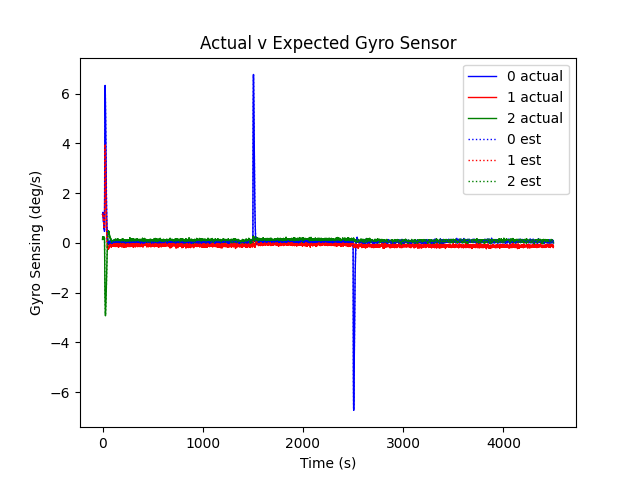 Actual v Expected Gyro Sensor
0 actual
1 actual
2 actual
0 est
1 est
2 est
6
4
2
0
−2
−4
−6
Gyro Sensing (deg/s)
0 1000 2000 3000 4000
Time (s)